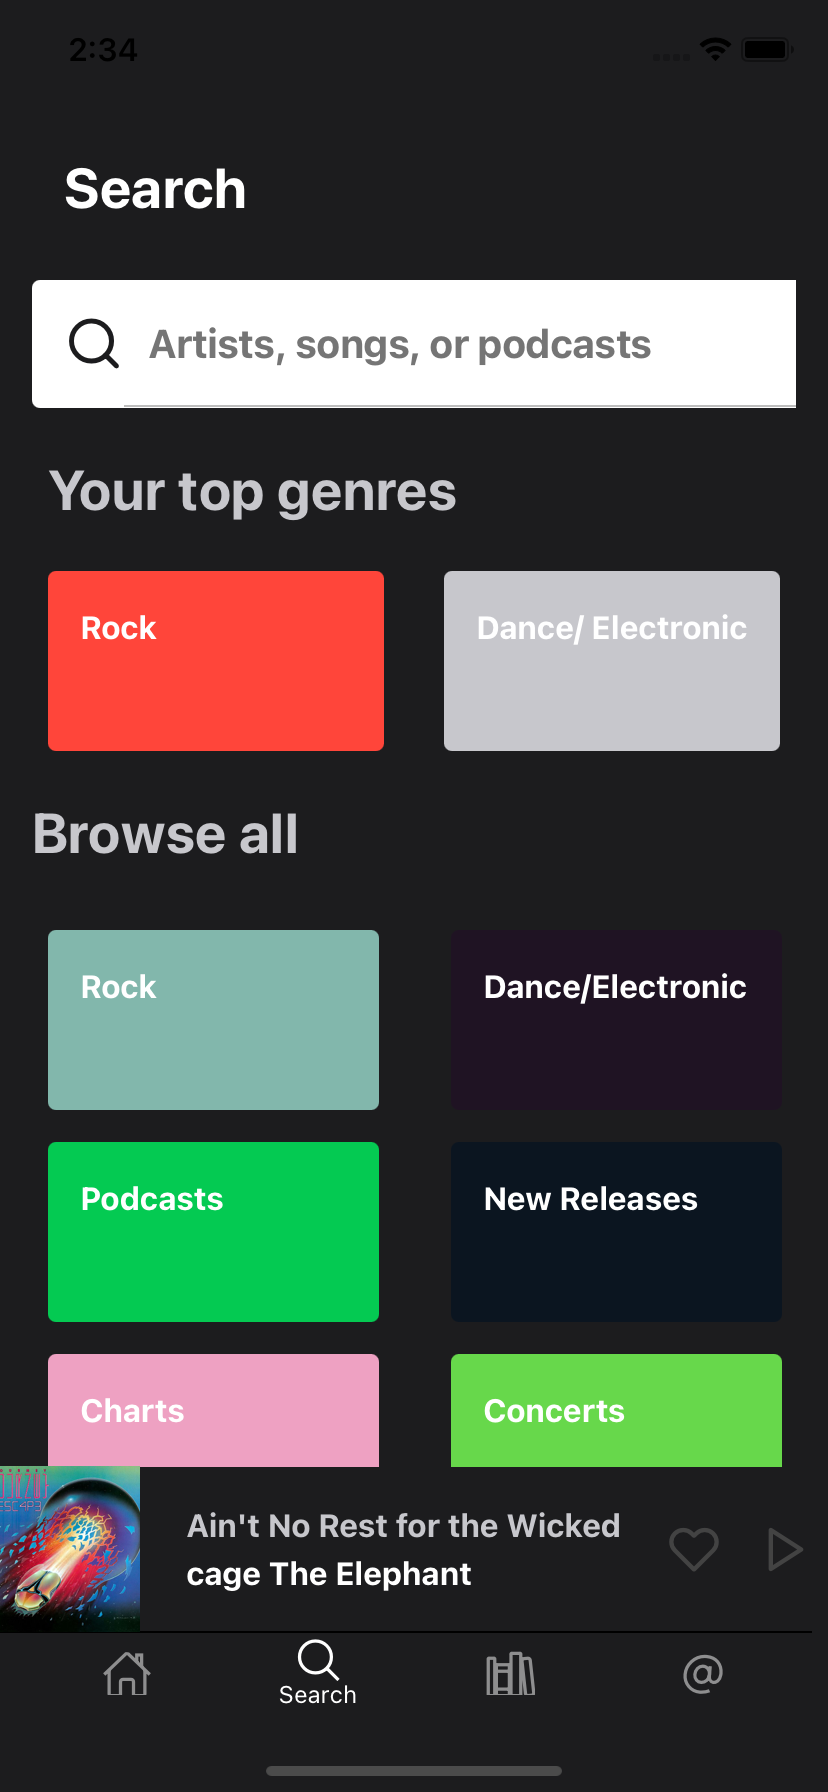 2:34
Search
Artists, songs, or podcasts
Your top genres
Rock
Dance/ Electronic
Browse all
Rock
Dance/Electronic
Podcasts
New Releases
Charts
Concerts
ESC4P3
Ain't No Rest for the Wicked
cage The Elephant
Search
@